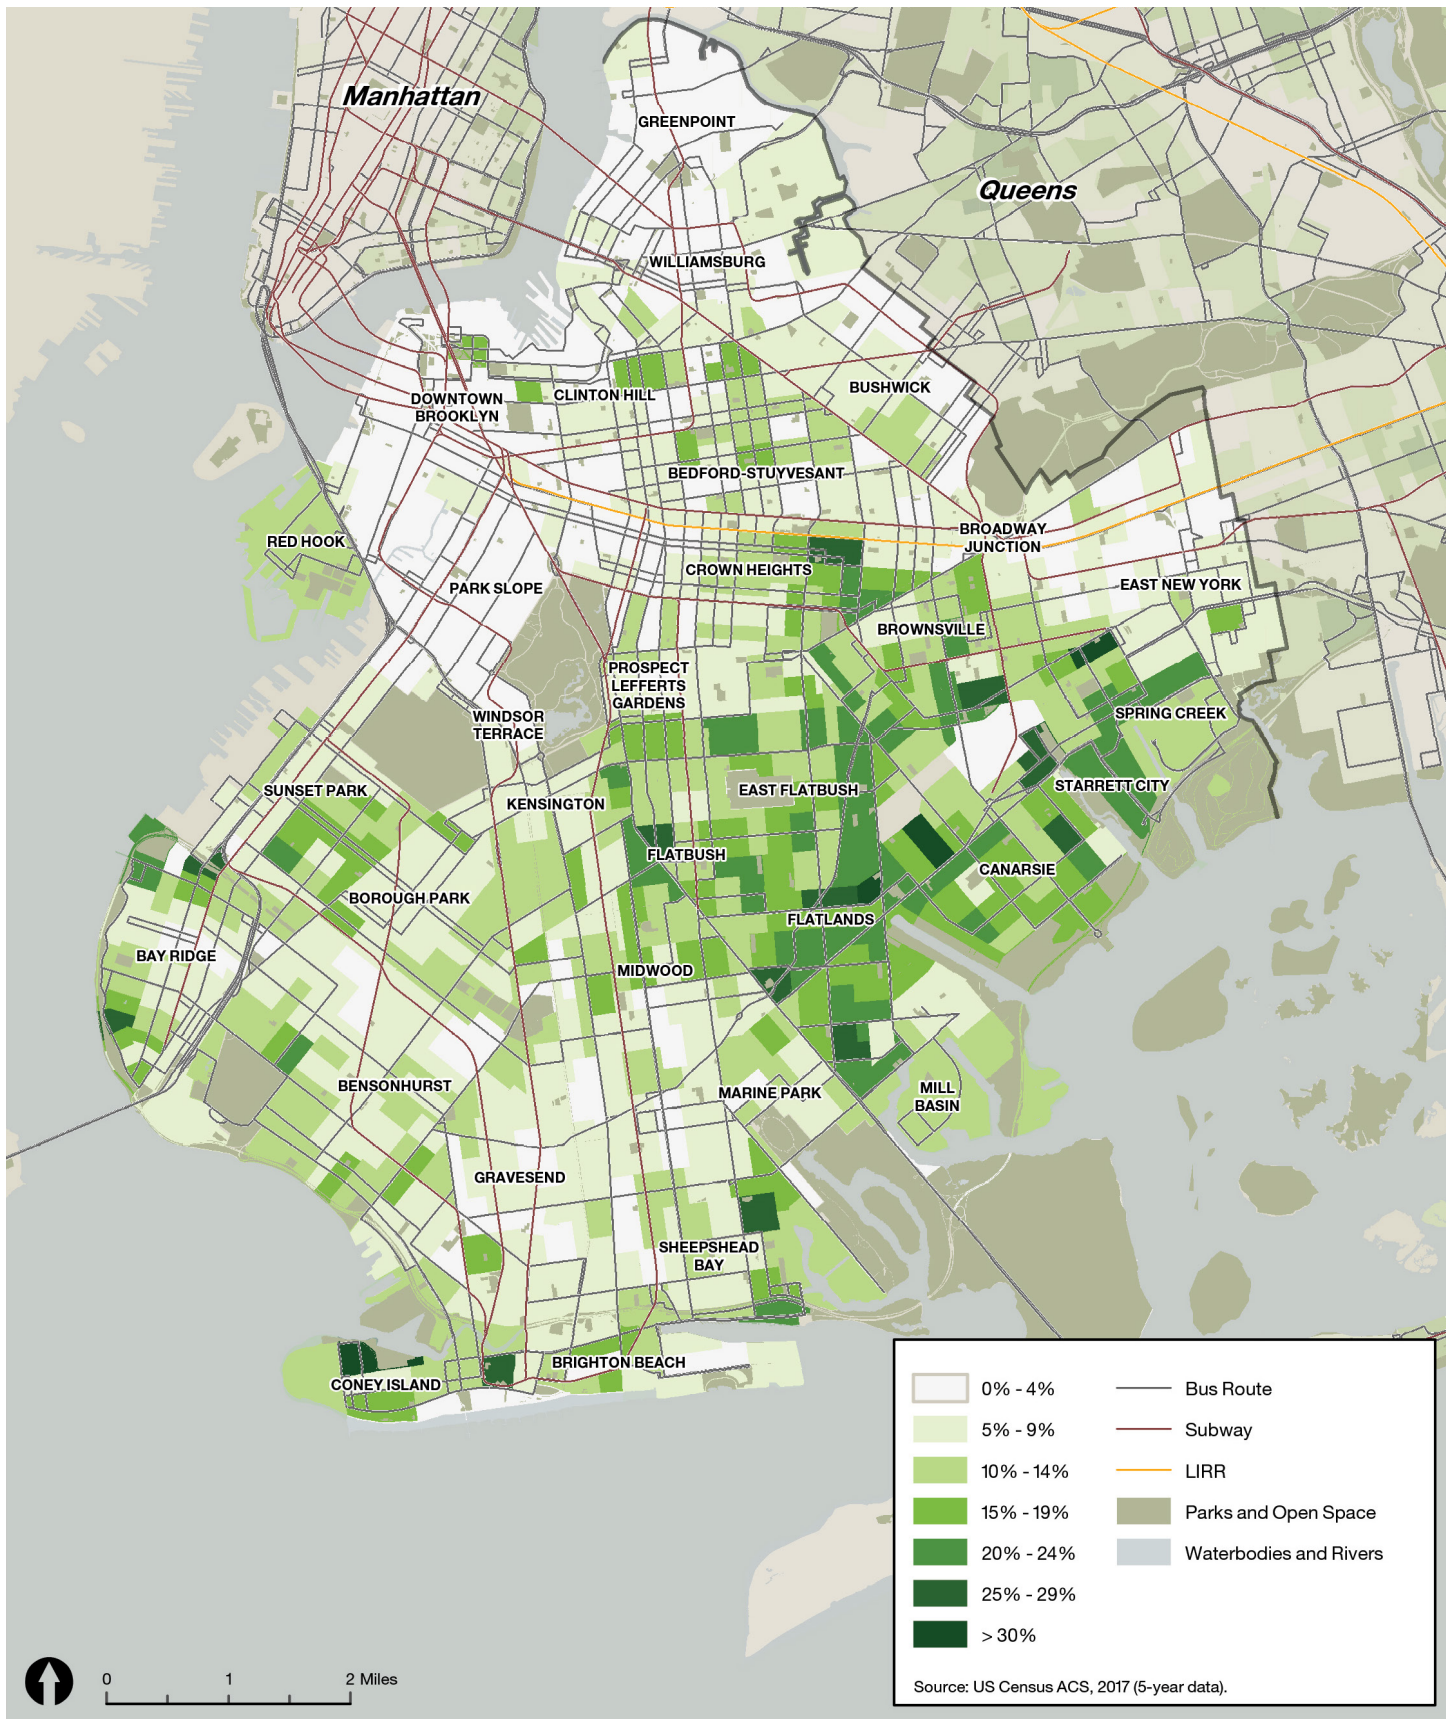 Manhattan
GREENPOINT
Queens
WILLIAMSBURG
BUSHWICK
DOWNTOWN
BROOKLYN
CLINTON HILL
BEDFORD-STUYVESANT
BROADWAY
JUNCTION
RED HOOK
CROWN HEIGHTS
PARK SLOPE
EAST NEW YORK
BROWNSVILLE
PROSPECT
LEFFERTS
GARDENS
WINDSOR
TERRACE
SPRING CREEK
SUNSET PARK
KENSINGTON
EAST FLATBUSH
STARRETT CITY
FLATBUSH
CANARSIE
BOROUGH PARK
FLATLANDS
BAY RIDGE
MIDWOOD
BENSONHURST
MARINE PARK
MILL
BASIN
GRAVESEND
SHEEPSHEAD
BAY
BRIGHTON BEACH
CONEY ISLAND
0% - 4%
5% - 9%
10% - 14%
15% - 19%
20% - 24%
25% - 29%
> 30%
Bus Route
Subway
LIRR
Parks and Open Space
Waterbodies and Rivers
Source: US Census ACS, 2017 (5-year data).
0 1 2 Miles